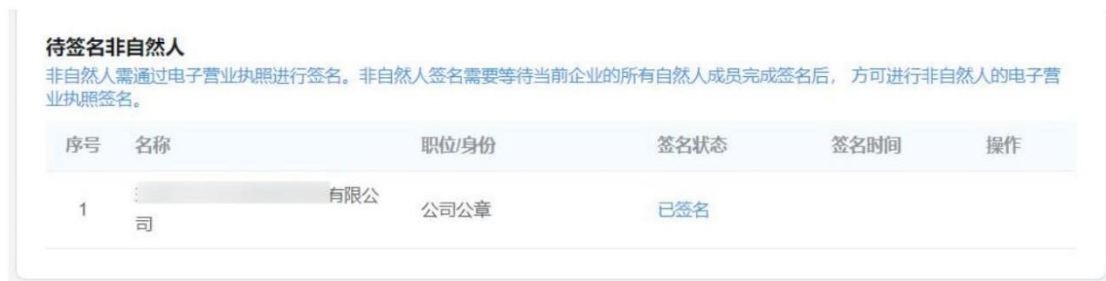 待签名非自然人
非自然人需通过电子营业执照进行签名。非自然人签名需要等待当前企业的所有自然人成员完成签名后， 方可进行非自然人的电子营
业执照签名。
序号 名称 职位/身份 签名状态 签名时间 操作
1 有限公司 公司公章 已签名